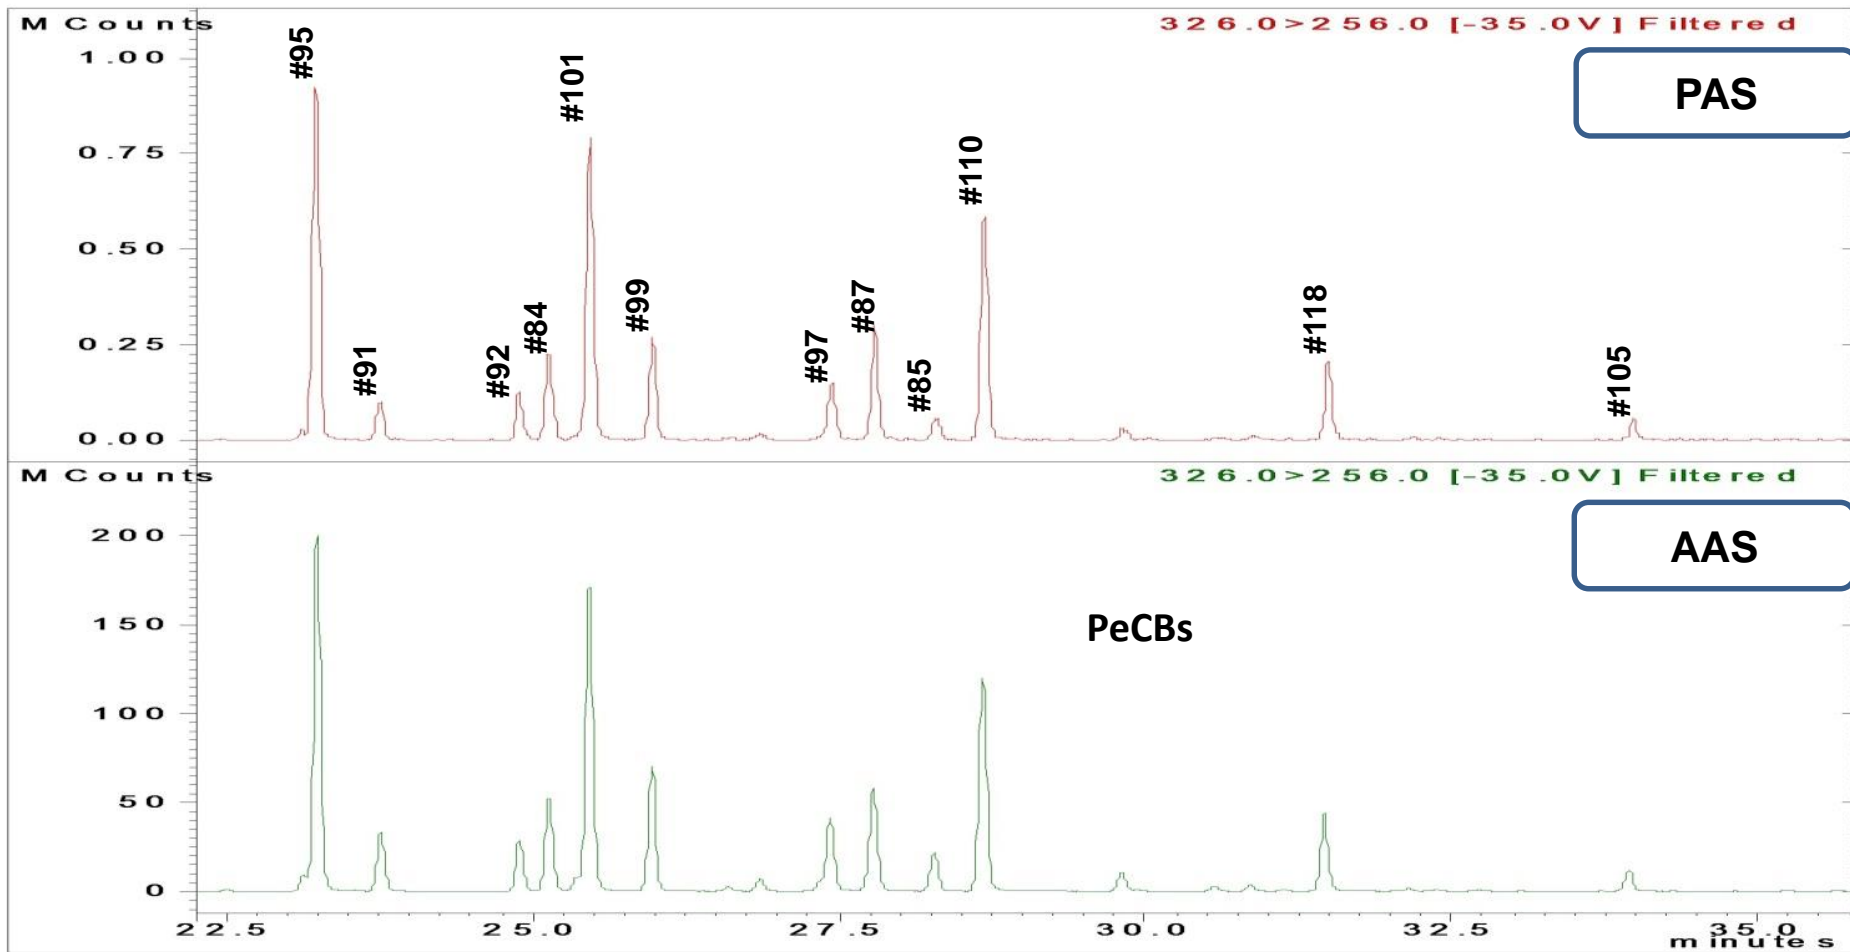 M Counts
326.0>256.0 [-35.0V] Filtered
PAS
1.00
0.75
0.50
0.25
0.00
#95
#91
#92
#84
#101
#99
#97
#87
#85
#110
#118
#105
M Counts
326.0>256.0 [-35.0V] Filtered
AAS
PeCBs
200
150
100
50
0
22.5 25.0 27.5 30.0 32.5 35.0
minutes